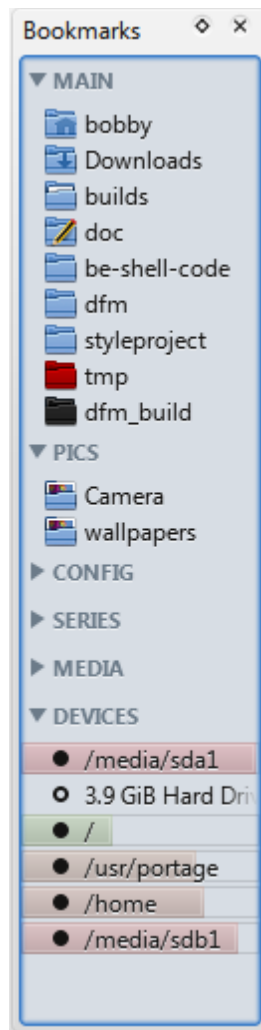 Bookmarks
MAIN
bobby
Downloads
builds
doc
be-shell-code
dfm
styleproject
tmp
dfm_build
PICS
Camera
wallpapers
CONFIG
SERIES
MEDIA
DEVICES
/media/sda1
3.9 GiB Hard Driv
/
/usr/portage
/home
/media/sdb1